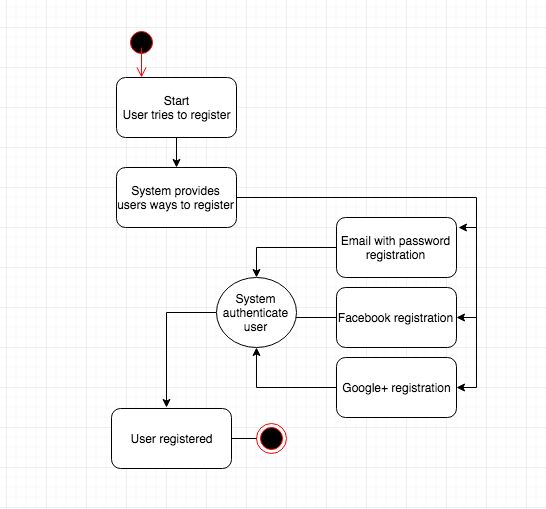 Start
User tries to register
System provides
users ways to register
Email with password
registration
System
authenticate
user
Facebook registration
Google+ registration
User registered